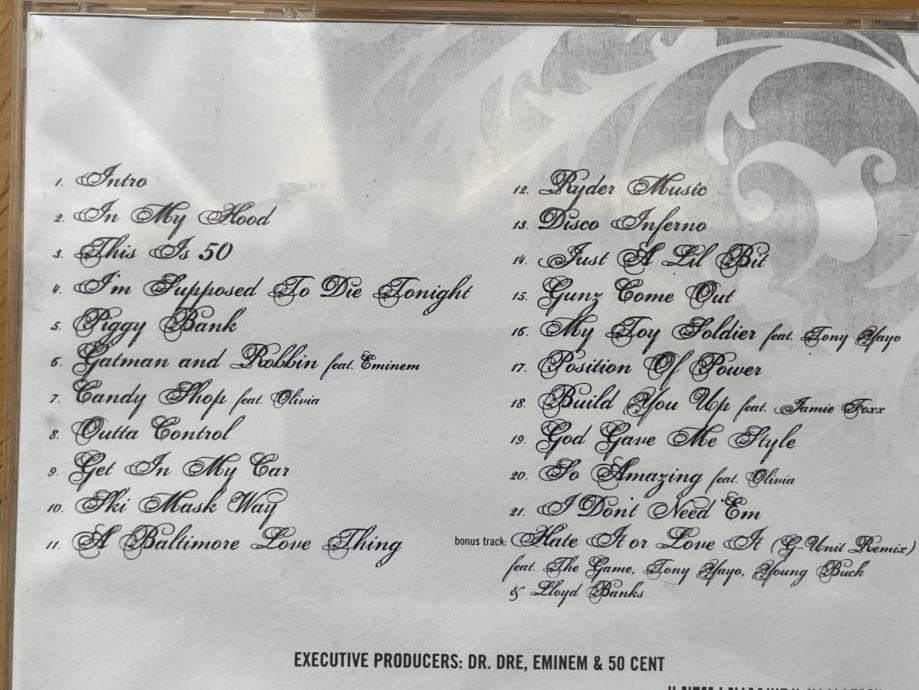 1. Intro
2. In My Hood
3. This Is 50
4. I'm Supposed To Die Tonight
5. Piggy Bank
6. Gatman and Robbin feat. Eminem
7. Candy Shop feat. Olivia
8. Outta Control
9. Get In My Car
10. Ski Mask Way
11. A Baltimore Love Thing
12. Ryder Music
13. Disco Inferno
14. Just A Lil Bit
15. Gunz Come Out
16. My Toy Soldier feat. Tony Yayo
17. Position Of Power
18. Build You Up feat. Jamie Foxx
19. God Gave Me Style
20. So Amazing feat. Olivia
21. I Don't Need 'Em
bonus track: Hate It or Love It (G-Unit Remix)
feat. The Game, Tony Yayo, Young Buck
& Lloyd Banks
EXECUTIVE PRODUCERS: DR. DRE, EMINEM & 50 CENT